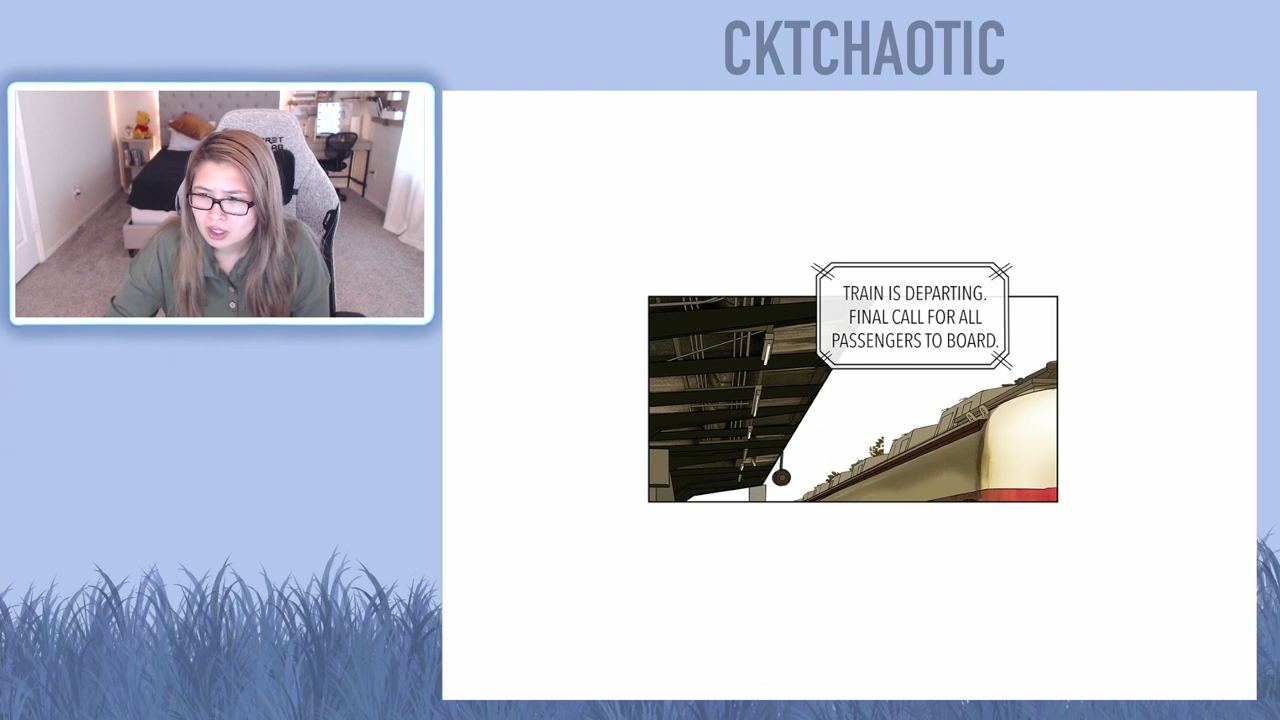 CKTCHAOTIC
TRAIN IS DEPARTING.
FINAL CALL FOR ALL
PASSENGERS TO BOARD.